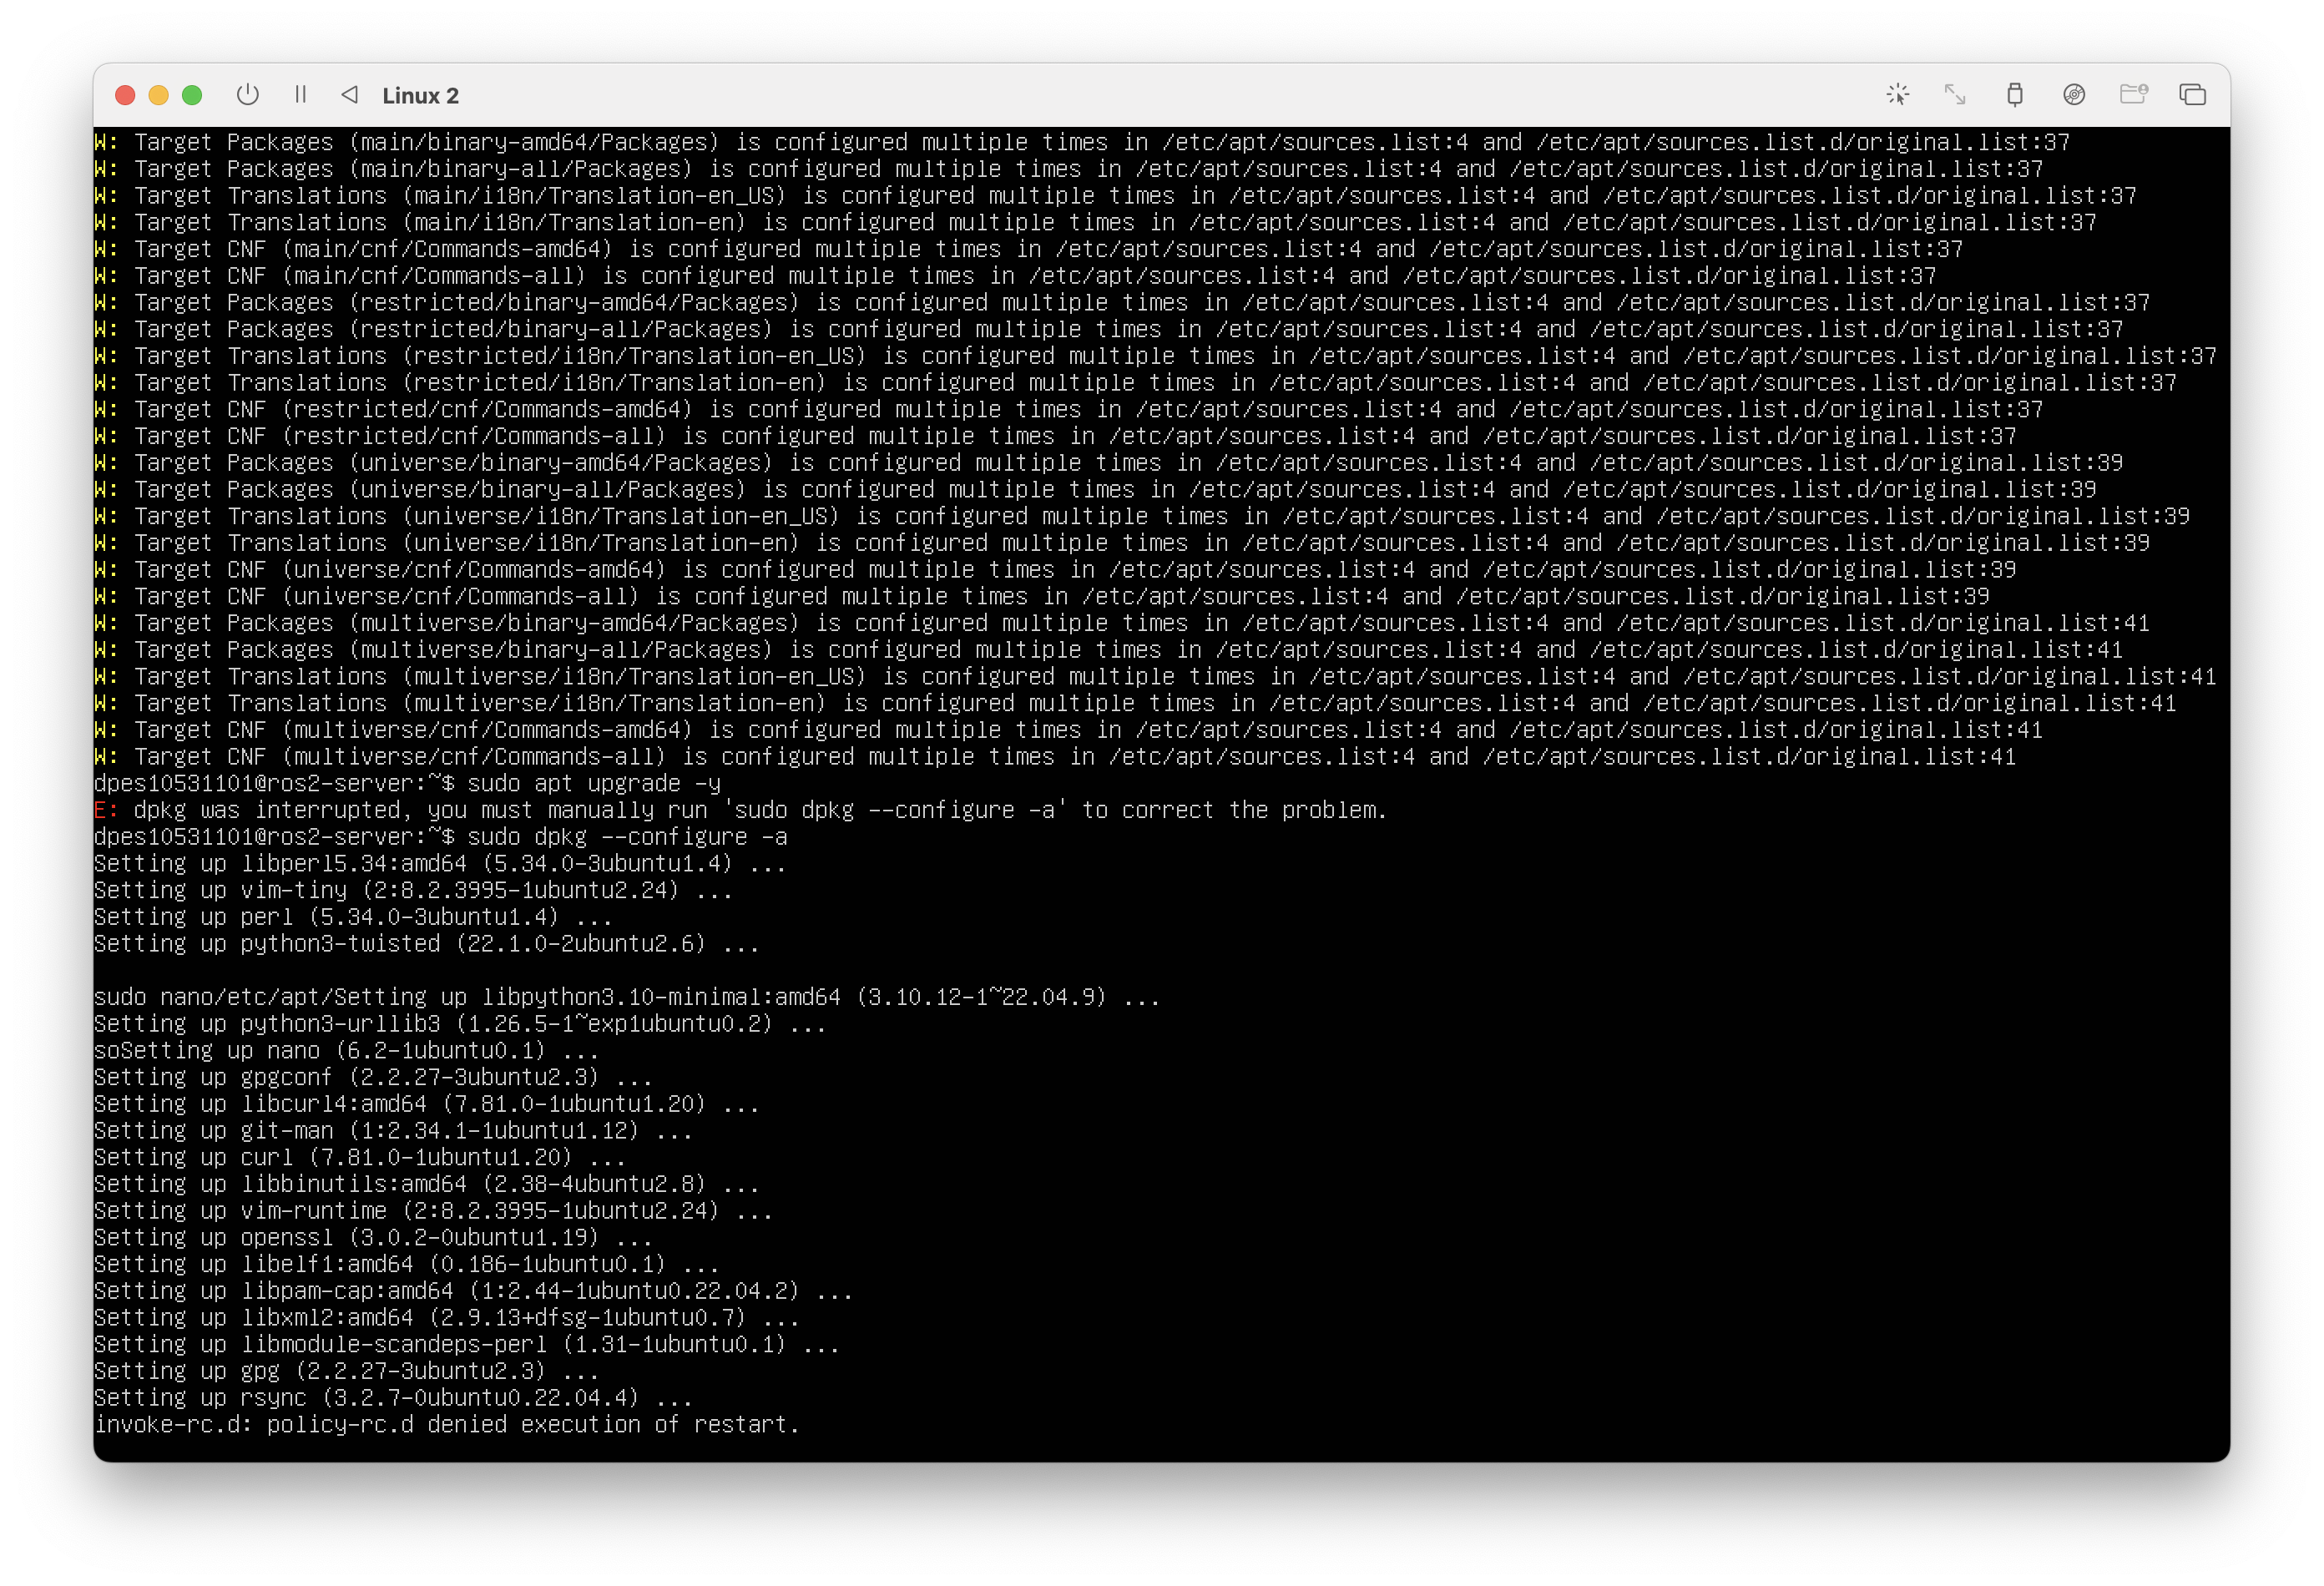 Linux 2
W: Target Packages (main/binary-amd64/Packages) is configured multiple times in /etc/apt/sources.list:4 and /etc/apt/sources.list.d/original.list:37
W: Target Packages (main/binary-all/Packages) is configured multiple times in /etc/apt/sources.list:4 and /etc/apt/sources.list.d/original.list:37
W: Target Translations (main/i18n/Translation-en_US) is configured multiple times in /etc/apt/sources.list:4 and /etc/apt/sources.list.d/original.list:37
W: Target Translations (main/i18n/Translation-en) is configured multiple times in /etc/apt/sources.list:4 and /etc/apt/sources.list.d/original.list:37
W: Target CNF (main/cnf/Commands-amd64) is configured multiple times in /etc/apt/sources.list:4 and /etc/apt/sources.list.d/original.list:37
W: Target CNF (main/cnf/Commands-all) is configured multiple times in /etc/apt/sources.list:4 and /etc/apt/sources.list.d/original.list:37
W: Target Packages (restricted/binary-amd64/Packages) is configured multiple times in /etc/apt/sources.list:4 and /etc/apt/sources.list.d/original.list:37
W: Target Packages (restricted/binary-all/Packages) is configured multiple times in /etc/apt/sources.list:4 and /etc/apt/sources.list.d/original.list:37
W: Target Translations (restricted/i18n/Translation-en_US) is configured multiple times in /etc/apt/sources.list:4 and /etc/apt/sources.list.d/original.list:37
W: Target Translations (restricted/i18n/Translation-en) is configured multiple times in /etc/apt/sources.list:4 and /etc/apt/sources.list.d/original.list:37
W: Target CNF (restricted/cnf/Commands-amd64) is configured multiple times in /etc/apt/sources.list:4 and /etc/apt/sources.list.d/original.list:37
W: Target CNF (restricted/cnf/Commands-all) is configured multiple times in /etc/apt/sources.list:4 and /etc/apt/sources.list.d/original.list:37
W: Target Packages (universe/binary-amd64/Packages) is configured multiple times in /etc/apt/sources.list:4 and /etc/apt/sources.list.d/original.list:39
W: Target Packages (universe/binary-all/Packages) is configured multiple times in /etc/apt/sources.list:4 and /etc/apt/sources.list.d/original.list:39
W: Target Translations (universe/i18n/Translation-en_US) is configured multiple times in /etc/apt/sources.list:4 and /etc/apt/sources.list.d/original.list:39
W: Target Translations (universe/i18n/Translation-en) is configured multiple times in /etc/apt/sources.list:4 and /etc/apt/sources.list.d/original.list:39
W: Target CNF (universe/cnf/Commands-amd64) is configured multiple times in /etc/apt/sources.list:4 and /etc/apt/sources.list.d/original.list:39
W: Target CNF (universe/cnf/Commands-all) is configured multiple times in /etc/apt/sources.list:4 and /etc/apt/sources.list.d/original.list:39
W: Target Packages (multiverse/binary-amd64/Packages) is configured multiple times in /etc/apt/sources.list:4 and /etc/apt/sources.list.d/original.list:41
W: Target Packages (multiverse/binary-all/Packages) is configured multiple times in /etc/apt/sources.list:4 and /etc/apt/sources.list.d/original.list:41
W: Target Translations (multiverse/i18n/Translation-en_US) is configured multiple times in /etc/apt/sources.list:4 and /etc/apt/sources.list.d/original.list:41
W: Target Translations (multiverse/i18n/Translation-en) is configured multiple times in /etc/apt/sources.list:4 and /etc/apt/sources.list.d/original.list:41
W: Target CNF (multiverse/cnf/Commands-amd64) is configured multiple times in /etc/apt/sources.list:4 and /etc/apt/sources.list.d/original.list:41
W: Target CNF (multiverse/cnf/Commands-all) is configured multiple times in /etc/apt/sources.list:4 and /etc/apt/sources.list.d/original.list:41
dpes10531101@ros2-server:~$ sudo apt upgrade -y
E: dpkg was interrupted, you must manually run 'sudo dpkg --configure -a' to correct the problem.
dpes10531101@ros2-server:~$ sudo dpkg --configure -a
Setting up libperl5.34:amd64 (5.34.0-3ubuntu1.4) ...
Setting up vim-tiny (2:8.2.3995-1ubuntu2.24) ...
Setting up perl (5.34.0-3ubuntu1.4) ...
Setting up python3-twisted (22.1.0-2ubuntu2.6) ...
sudo nano/etc/apt/Setting up libpython3.10-minimal:amd64 (3.10.12-1~22.04.9) ...
Setting up python3-urllib3 (1.26.5-1~exp1ubuntu0.2) ...
soSetting up nano (6.2-1ubuntu0.1) ...
Setting up gpgconf (2.2.27-3ubuntu2.3) ...
Setting up libcurl4:amd64 (7.81.0-1ubuntu1.20) ...
Setting up git-man (1:2.34.1-1ubuntu1.12) ...
Setting up curl (7.81.0-1ubuntu1.20) ...
Setting up libbinutils:amd64 (2.38-4ubuntu2.8) ...
Setting up vim-runtime (2:8.2.3995-1ubuntu2.24) ...
Setting up openssl (3.0.2-0ubuntu1.19) ...
Setting up libelf1:amd64 (0.186-1ubuntu0.1) ...
Setting up libpam-cap:amd64 (1:2.44-1ubuntu0.22.04.2) ...
Setting up libxml2:amd64 (2.9.13+dfsg-1ubuntu0.7) ...
Setting up libmodule-scandeps-perl (1.31-1ubuntu0.1) ...
Setting up gpg (2.2.27-3ubuntu2.3) ...
Setting up rsync (3.2.7-0ubuntu0.22.04.4) ...
invoke-rc.d: policy-rc.d denied execution of restart.